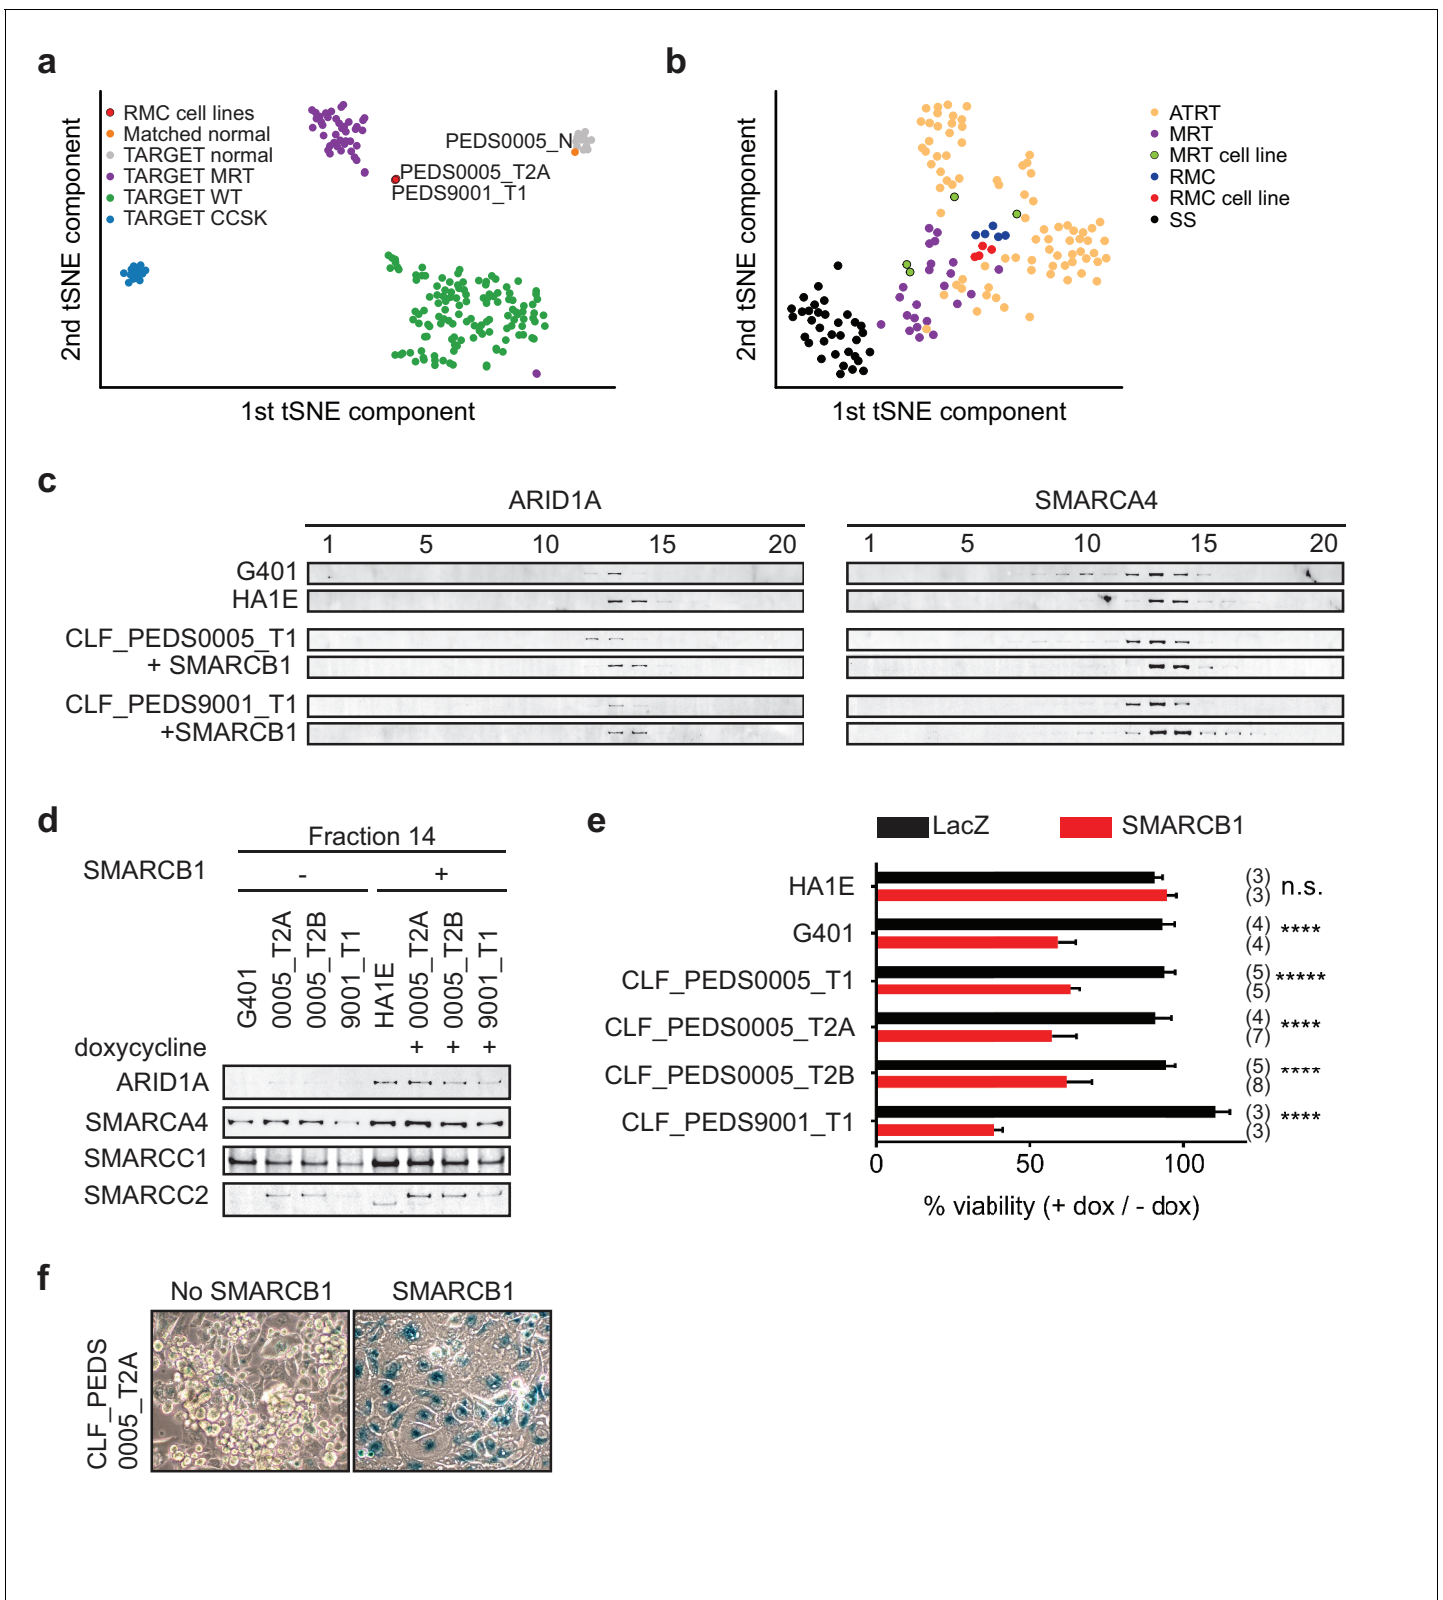 a
RMC cell lines
Matched normal
TARGET normal
TARGET MRT
TARGET WT
TARGET CCSK
PEDS0005_N
PEDS0005_T2A
PEDS9001_T1
2nd tSNE component
1st tSNE component
b
ATRT
MRT
MRT cell line
RMC
RMC cell line
SS
2nd tSNE component
1st tSNE component
c
ARID1A
SMARCA4
1 5 10 15 20
1 5 10 15 20
G401
HA1E
CLF_PEDS0005_T1
+ SMARCB1
CLF_PEDS9001_T1
+SMARCB1
d
Fraction 14
SMARCB1 - +
G401
0005_T2A
0005_T2B
9001_T1
HA1E
0005_T2A
0005_T2B
9001_T1
doxycycline + + +
ARID1A
SMARCA4
SMARCC1
SMARCC2
e
LacZ SMARCB1
HA1E (3) (3) n.s.
G401 (4) (4) ****
CLF_PEDS0005_T1 (5) (5) *****
CLF_PEDS0005_T2A (4) (7) ****
CLF_PEDS0005_T2B (5) (8) ****
CLF_PEDS9001_T1 (3) (3) ****
0 50 100
% viability (+ dox / - dox)
f
No SMARCB1 SMARCB1
CLF_PEDS
0005_T2A